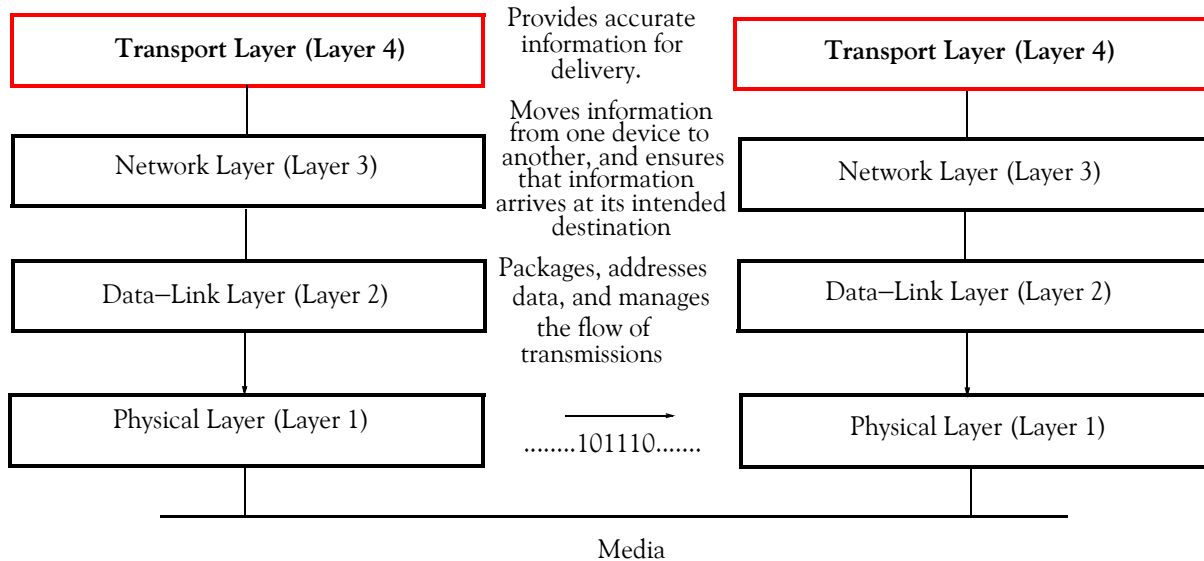 Transport Layer (Layer 4)
Provides accurate
information for
delivery.
Transport Layer (Layer 4)
Network Layer (Layer 3)
Moves information
from one device to
another, and ensures
that information
arrives at its intended
destination
Network Layer (Layer 3)
Data–Link Layer (Layer 2)
Packages, addresses
data, and manages
the flow of
transmissions
Data–Link Layer (Layer 2)
Physical Layer (Layer 1)
........101110.......
Physical Layer (Layer 1)
Media